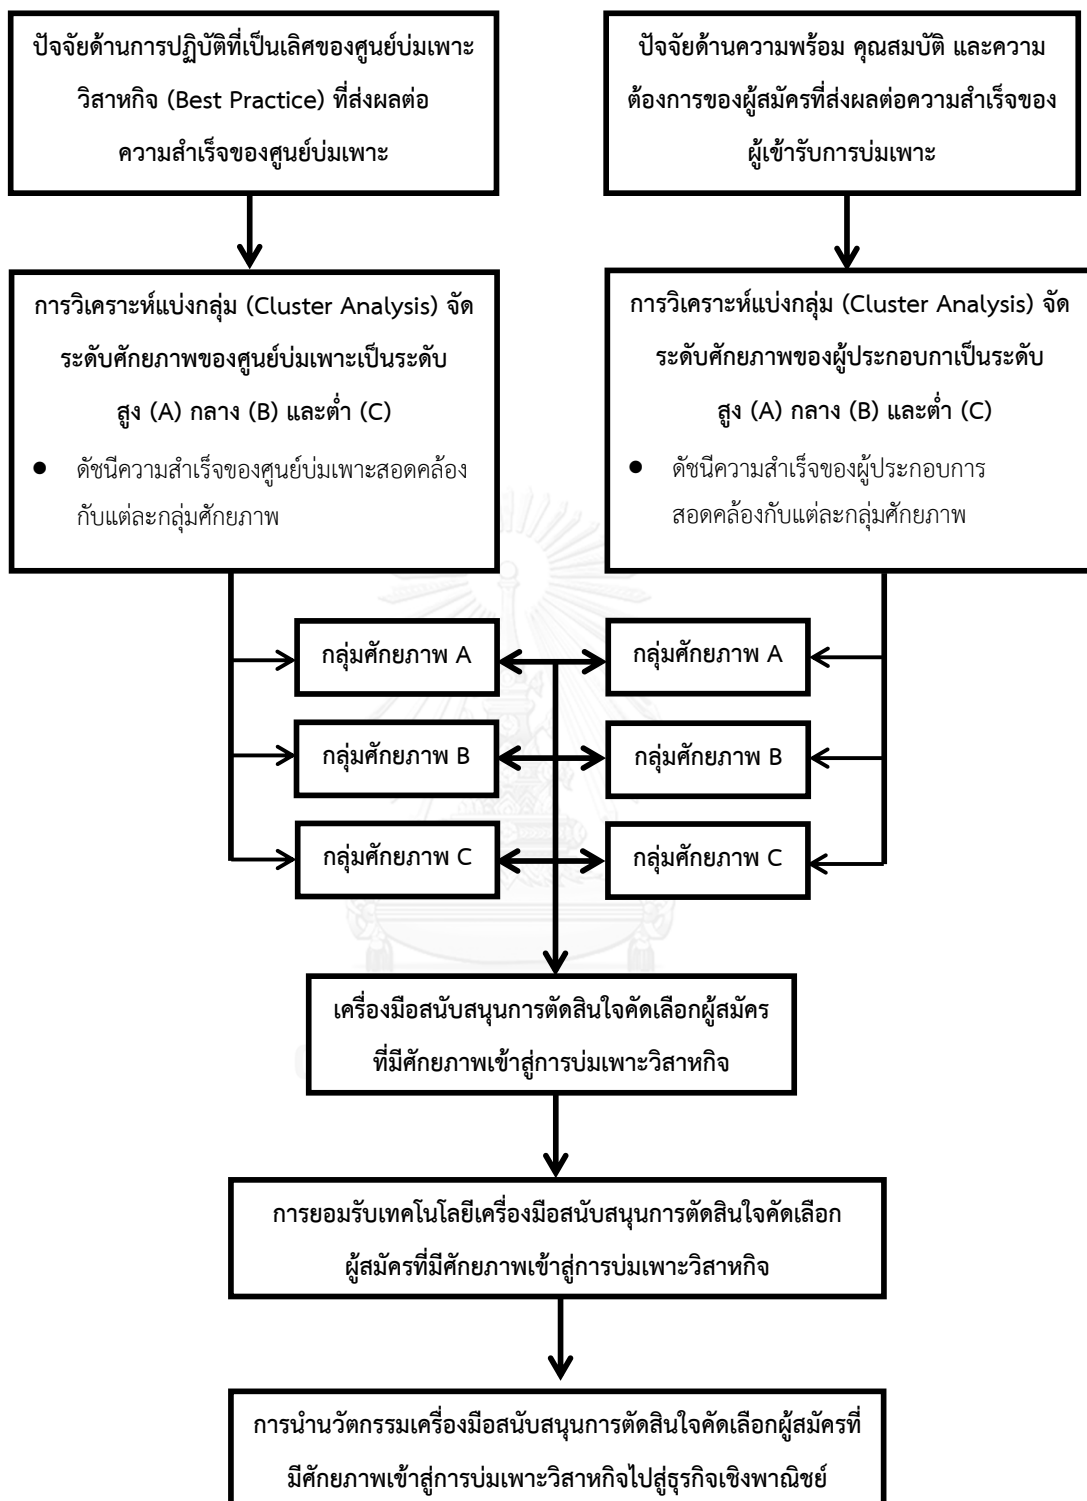 ปัจจัยด้านการปฏิบัติที่เป็นเลิศของศูนย์บ่มเพาะ
วิสาหกิจ (Best Practice) ที่ส่งผลต่อ
ความสำเร็จของศูนย์บ่มเพาะ
ปัจจัยด้านความพร้อม คุณสมบัติ และความ
ต้องการของผู้สมัครที่ส่งผลต่อความสำเร็จของ
ผู้เข้ารับการบ่มเพาะ
การวิเคราะห์แบ่งกลุ่ม (Cluster Analysis) จัด
ระดับศักยภาพของศูนย์บ่มเพาะเป็นระดับ
สูง (A) กลาง (B) และต่ำ (C)
● ดัชนีความสำเร็จของศูนย์บ่มเพาะสอดคล้อง
กับแต่ละกลุ่มศักยภาพ
การวิเคราะห์แบ่งกลุ่ม (Cluster Analysis) จัด
ระดับศักยภาพของผู้ประกอบกาเป็นระดับ
สูง (A) กลาง (B) และต่ำ (C)
● ดัชนีความสำเร็จของผู้ประกอบการ
สอดคล้องกับแต่ละกลุ่มศักยภาพ
กลุ่มศักยภาพ A
กลุ่มศักยภาพ A
กลุ่มศักยภาพ B
กลุ่มศักยภาพ B
กลุ่มศักยภาพ C
กลุ่มศักยภาพ C
เครื่องมือสนับสนุนการตัดสินใจคัดเลือกผู้สมัคร
ที่มีศักยภาพเข้าสู่การบ่มเพาะวิสาหกิจ
การยอมรับเทคโนโลยีเครื่องมือสนับสนุนการตัดสินใจคัดเลือก
ผู้สมัครที่มีศักยภาพเข้าสู่การบ่มเพาะวิสาหกิจ
การนำนวัตกรรมเครื่องมือสนับสนุนการตัดสินใจคัดเลือกผู้สมัครที่
มีศักยภาพเข้าสู่การบ่มเพาะวิสาหกิจไปสู่ธุรกิจเชิงพาณิชย์